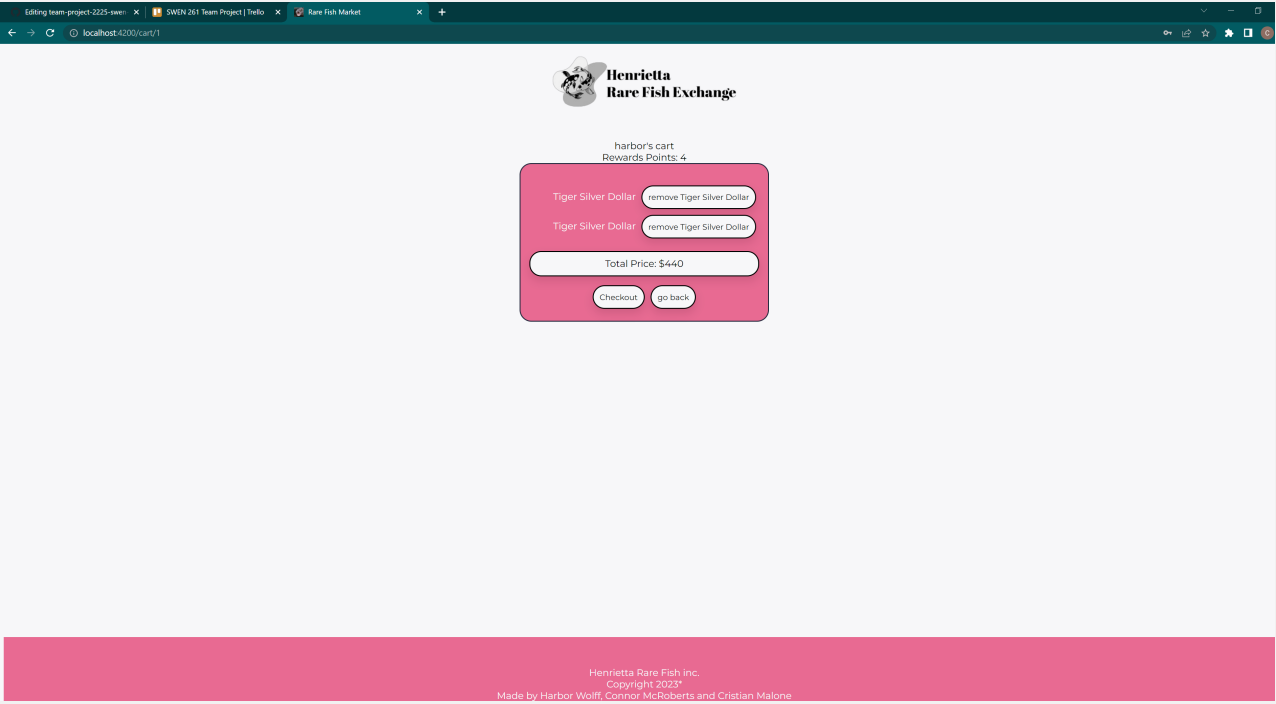 Editing team-project-2225-swen-
SWEN 261 Team Project | Trello
Rare Fish Market
localhost:4200/cart/1
C
Henrietta
Rare Fish Exchange
harbor's cart
Rewards Points: 4
Tiger Silver Dollar remove Tiger Silver Dollar
Tiger Silver Dollar remove Tiger Silver Dollar
Total Price: $440
Checkout go back
Henrietta Rare Fish inc.
Copyright 2023*
Made by Harbor Wolff, Connor McRoberts and Cristian Malone